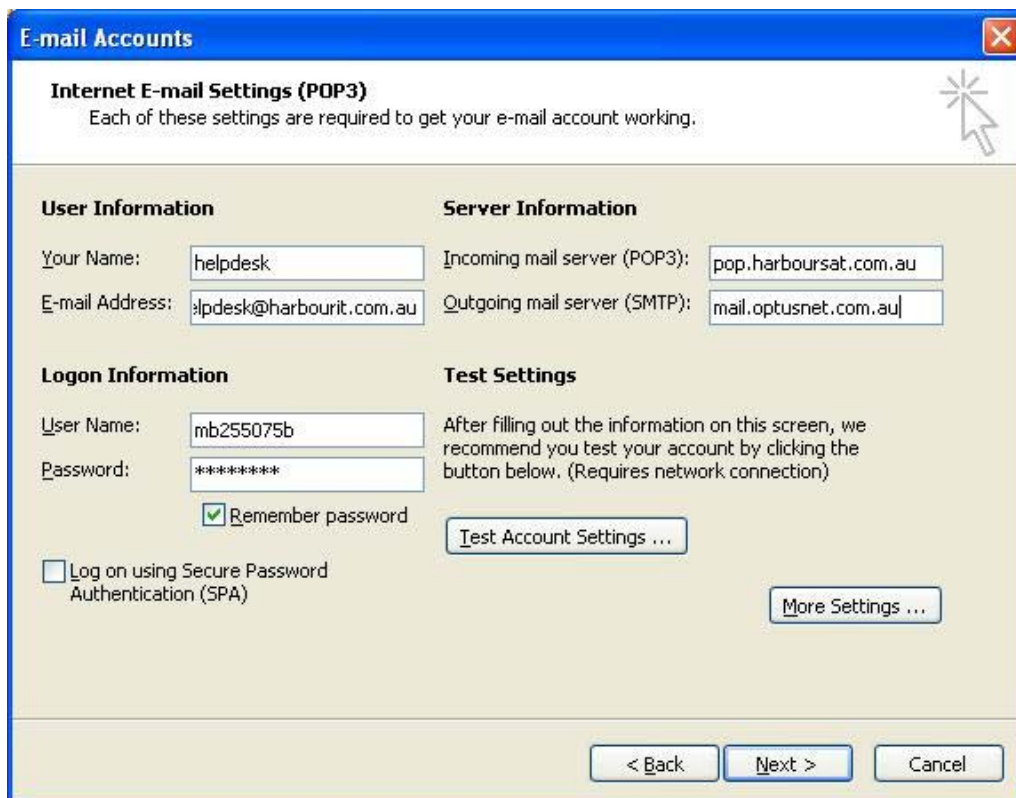 E-mail Accounts
Internet E-mail Settings (POP3)
Each of these settings are required to get your e-mail account working.
User Information
Your Name: helpdesk
E-mail Address: elpdesk@harbourit.com.au
Logon Information
User Name: mb255075b
Password: ********
Remember password
Log on using Secure Password
Authentication (SPA)
Server Information
Incoming mail server (POP3): pop.harboursat.com.au
Outgoing mail server (SMTP): mail.optusnet.com.au
Test Settings
After filling out the information on this screen, we
recommend you test your account by clicking the
button below. (Requires network connection)
Test Account Settings ...
More Settings ...
< Back Next > Cancel